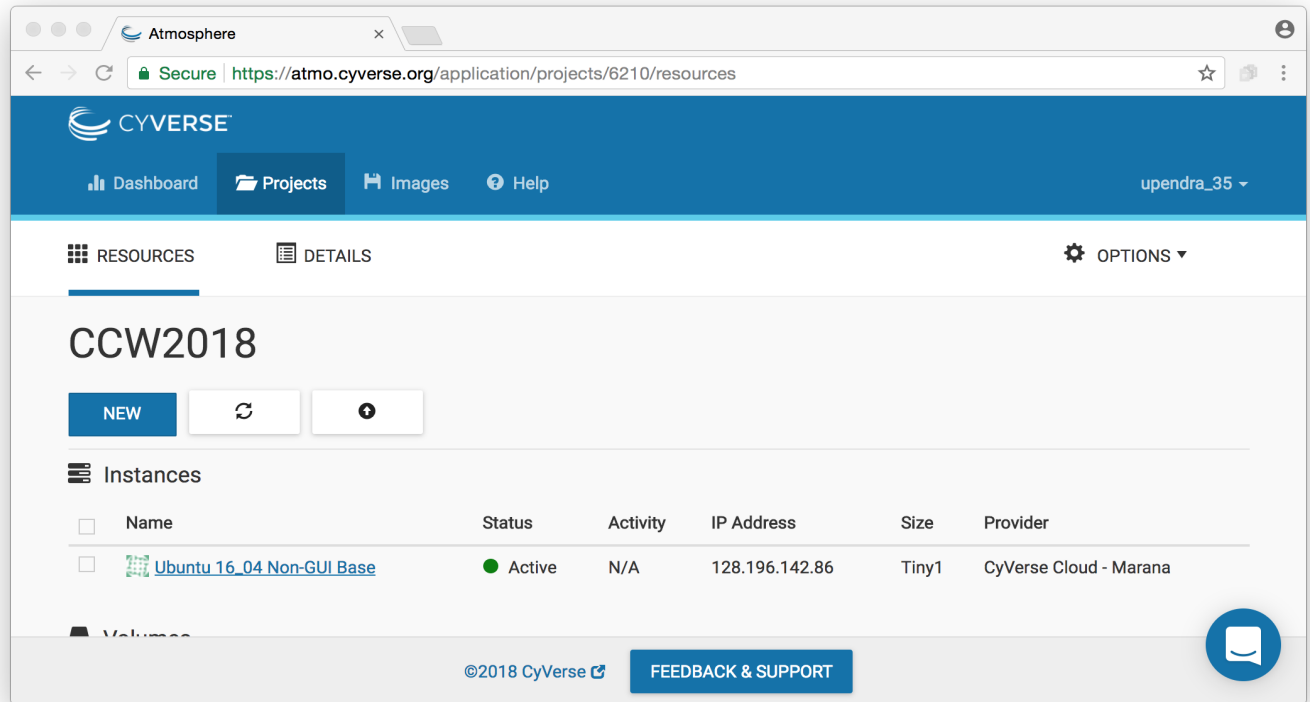 Atmosphere
Secure https://atmo.cyverse.org/application/projects/6210/resources
CYVERSE™
Dashboard Projects Images Help upendra_35
RESOURCES DETAILS OPTIONS
CCW2018
NEW
Instances
Name Status Activity IP Address Size Provider
Ubuntu 16_04 Non-GUI Base Active N/A 128.196.142.86 Tiny1 CyVerse Cloud - Marana
Volumes
©2018 CyVerse FEEDBACK & SUPPORT